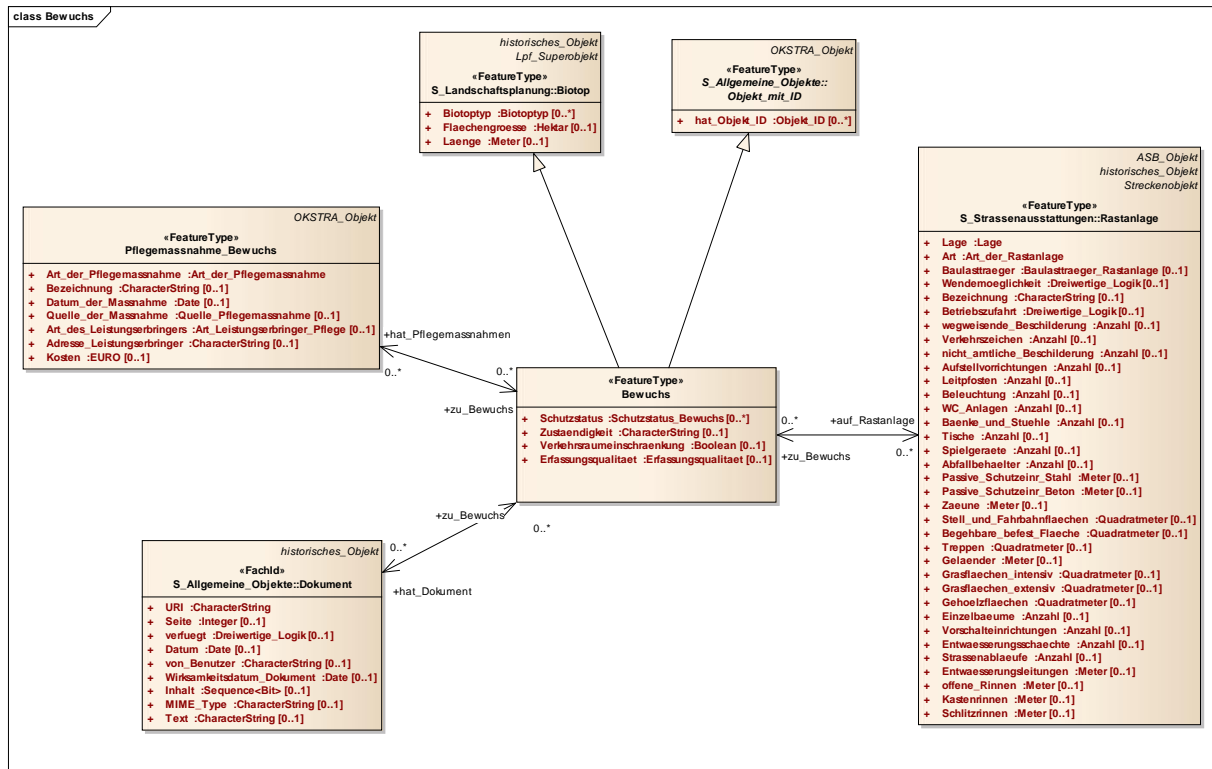 class Bewuchs
historisches_Objekt
Lpf_Superobjekt
«FeatureType»
S_Landschaftsplanung::Biotop
+ Biotoptyp :Biotoptyp [0..*]
+ Flaechengroesse :Hektar [0..1]
+ Laenge :Meter [0..1]
OKSTRA_Objekt
«FeatureType»
S_Allgemeine_Objekte::
Objekt_mit_ID
+ hat_Objekt_ID :Objekt_ID [0..*]
ASB_Objekt
historisches_Objekt
Streckenobjekt
«FeatureType»
S_Strassenausstattungen::Rastanlage
+ Lage :Lage
+ Art :Art_der_Rastanlage
+ Baulasttraeger :Baulasttraeger_Rastanlage [0..1]
+ Wendemoeglichkeit :Dreiwertige_Logik [0..1]
+ Bezeichnung :CharacterString [0..1]
+ Betriebszufahrt :Dreiwertige_Logik [0..1]
+ wegweisende_Beschilderung :Anzahl [0..1]
+ Verkehrszeichen :Anzahl [0..1]
+ nicht_amtliche_Beschilderung :Anzahl [0..1]
+ Aufstellvorrichtungen :Anzahl [0..1]
+ Leitpfosten :Anzahl [0..1]
+ Beleuchtung :Anzahl [0..1]
+ WC_Anlagen :Anzahl [0..1]
+ Baenke_und_Stuehle :Anzahl [0..1]
+ Tische :Anzahl [0..1]
+ Spielgeraete :Anzahl [0..1]
+ Abfallbehaelter :Anzahl [0..1]
+ Passive_Schutzeinr_Stahl :Meter [0..1]
+ Passive_Schutzeinr_Beton :Meter [0..1]
+ Zaeune :Meter [0..1]
+ Stell_und_Fahrbahnflaechen :Quadratmeter [0..1]
+ Begehbare_befest_Flaeche :Quadratmeter [0..1]
+ Treppen :Quadratmeter [0..1]
+ Gelaender :Meter [0..1]
+ Grasflaechen_intensiv :Quadratmeter [0..1]
+ Grasflaechen_extensiv :Quadratmeter [0..1]
+ Gehoelzflaechen :Quadratmeter [0..1]
+ Einzelbaeume :Anzahl [0..1]
+ Vorschalteinrichtungen :Anzahl [0..1]
+ Entwaesserungsschaechte :Anzahl [0..1]
+ Strassenablaeufe :Anzahl [0..1]
+ Entwaesserungsleitungen :Meter [0..1]
+ offene_Rinnen :Meter [0..1]
+ Kastenrinnen :Meter [0..1]
+ Schlitzrinnen :Meter [0..1]
OKSTRA_Objekt
«FeatureType»
Pflegemassnahme_Bewuchs
+ Art_der_Pflegemassnahme :Art_der_Pflegemassnahme
+ Bezeichnung :CharacterString [0..1]
+ Datum_der_Massnahme :Date [0..1]
+ Quelle_der_Massnahme :Quelle_Pflegemassnahme [0..1]
+ Art_des_Leistungserbringers :Art_Leistungserbringer_Pflege [0..1]
+ Adresse_Leistungserbringer :CharacterString [0..1]
+ Kosten :EURO [0..1]
+hat_Pflegemassnahmen
0..*
0..*
+zu_Bewuchs
«FeatureType»
Bewuchs
+ Schutzstatus :Schutzstatus_Bewuchs [0..*]
+ Zustaendigkeit :CharacterString [0..1]
+ Verkehrsraumeinschraenkung :Boolean [0..1]
+ Erfassungsqualitaet :Erfassungsqualitaet [0..1]
0..*
+auf_Rastanlage
+zu_Bewuchs
0..*
+zu_Bewuchs
0..*
0..*
+hat_Dokument
historisches_Objekt
«FachId»
S_Allgemeine_Objekte::Dokument
+ URI :CharacterString
+ Seite :Integer [0..1]
+ verfuegt :Dreiwertige_Logik [0..1]
+ Datum :Date [0..1]
+ von_Benutzer :CharacterString [0..1]
+ Wirksamkeitsdatum_Dokument :Date [0..1]
+ Inhalt :Sequence<Bit> [0..1]
+ MIME_Type :CharacterString [0..1]
+ Text :CharacterString [0..1]